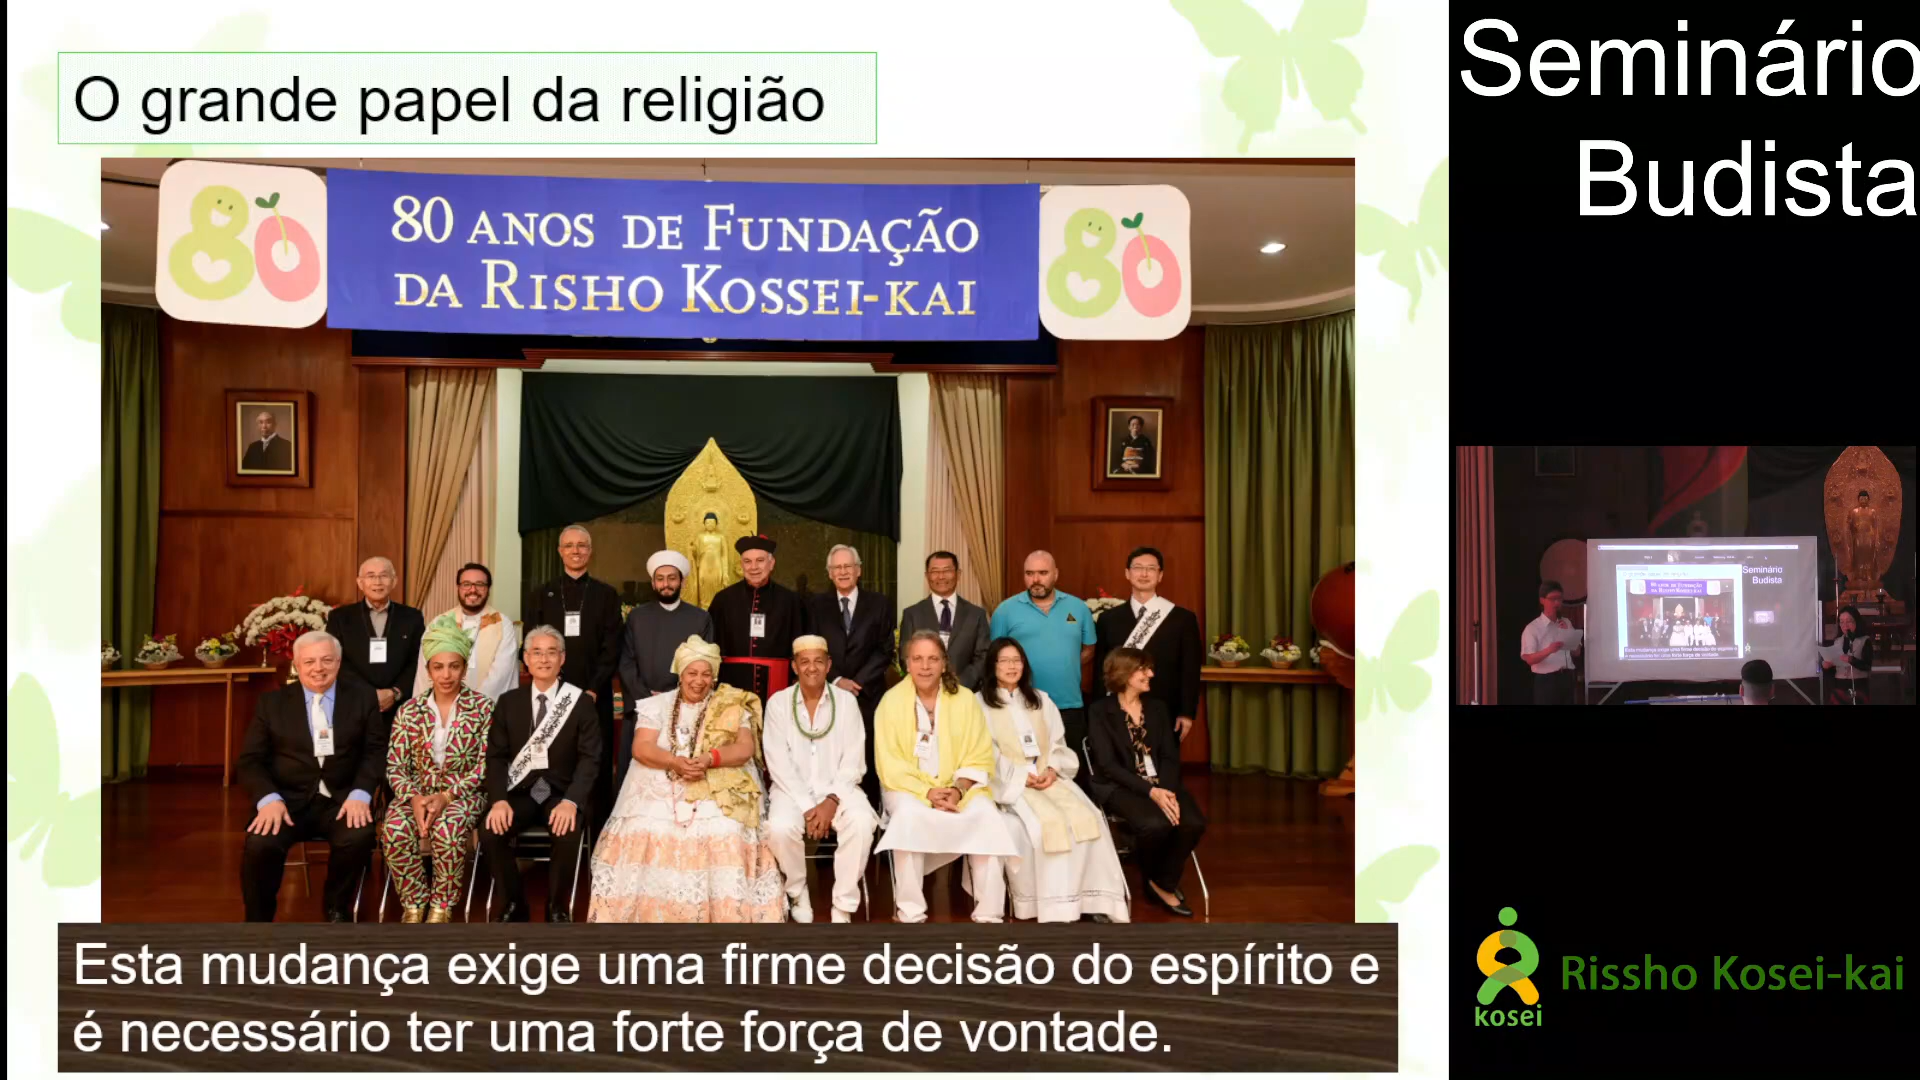 O grande papel da religião
80 ANOS DE FUNDAÇÃO
DA RISHO KOSSEI-KAI
Esta mudança exige uma firme decisão do espírito e
é necessário ter uma forte força de vontade.
Seminário
Budista
Seminário
Budista
kosei
Rissho Kosei-kai